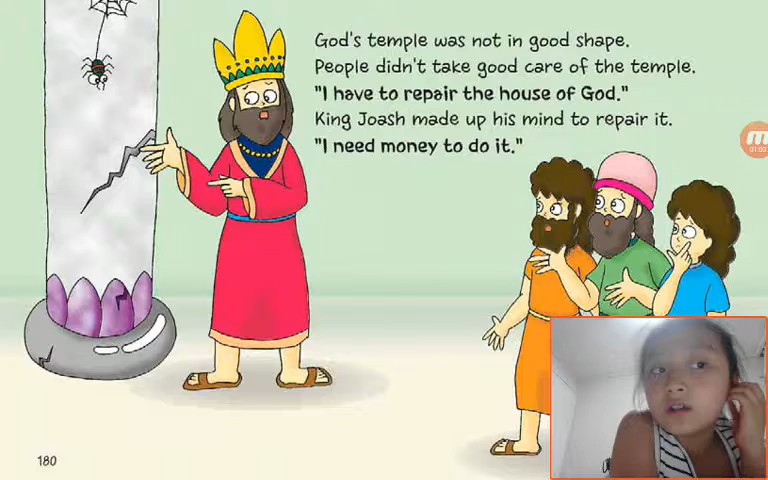 God's temple was not in good shape.
People didn't take good care of the temple.
"I have to repair the house of God."
King Joash made up his mind to repair it.
"I need money to do it."
180